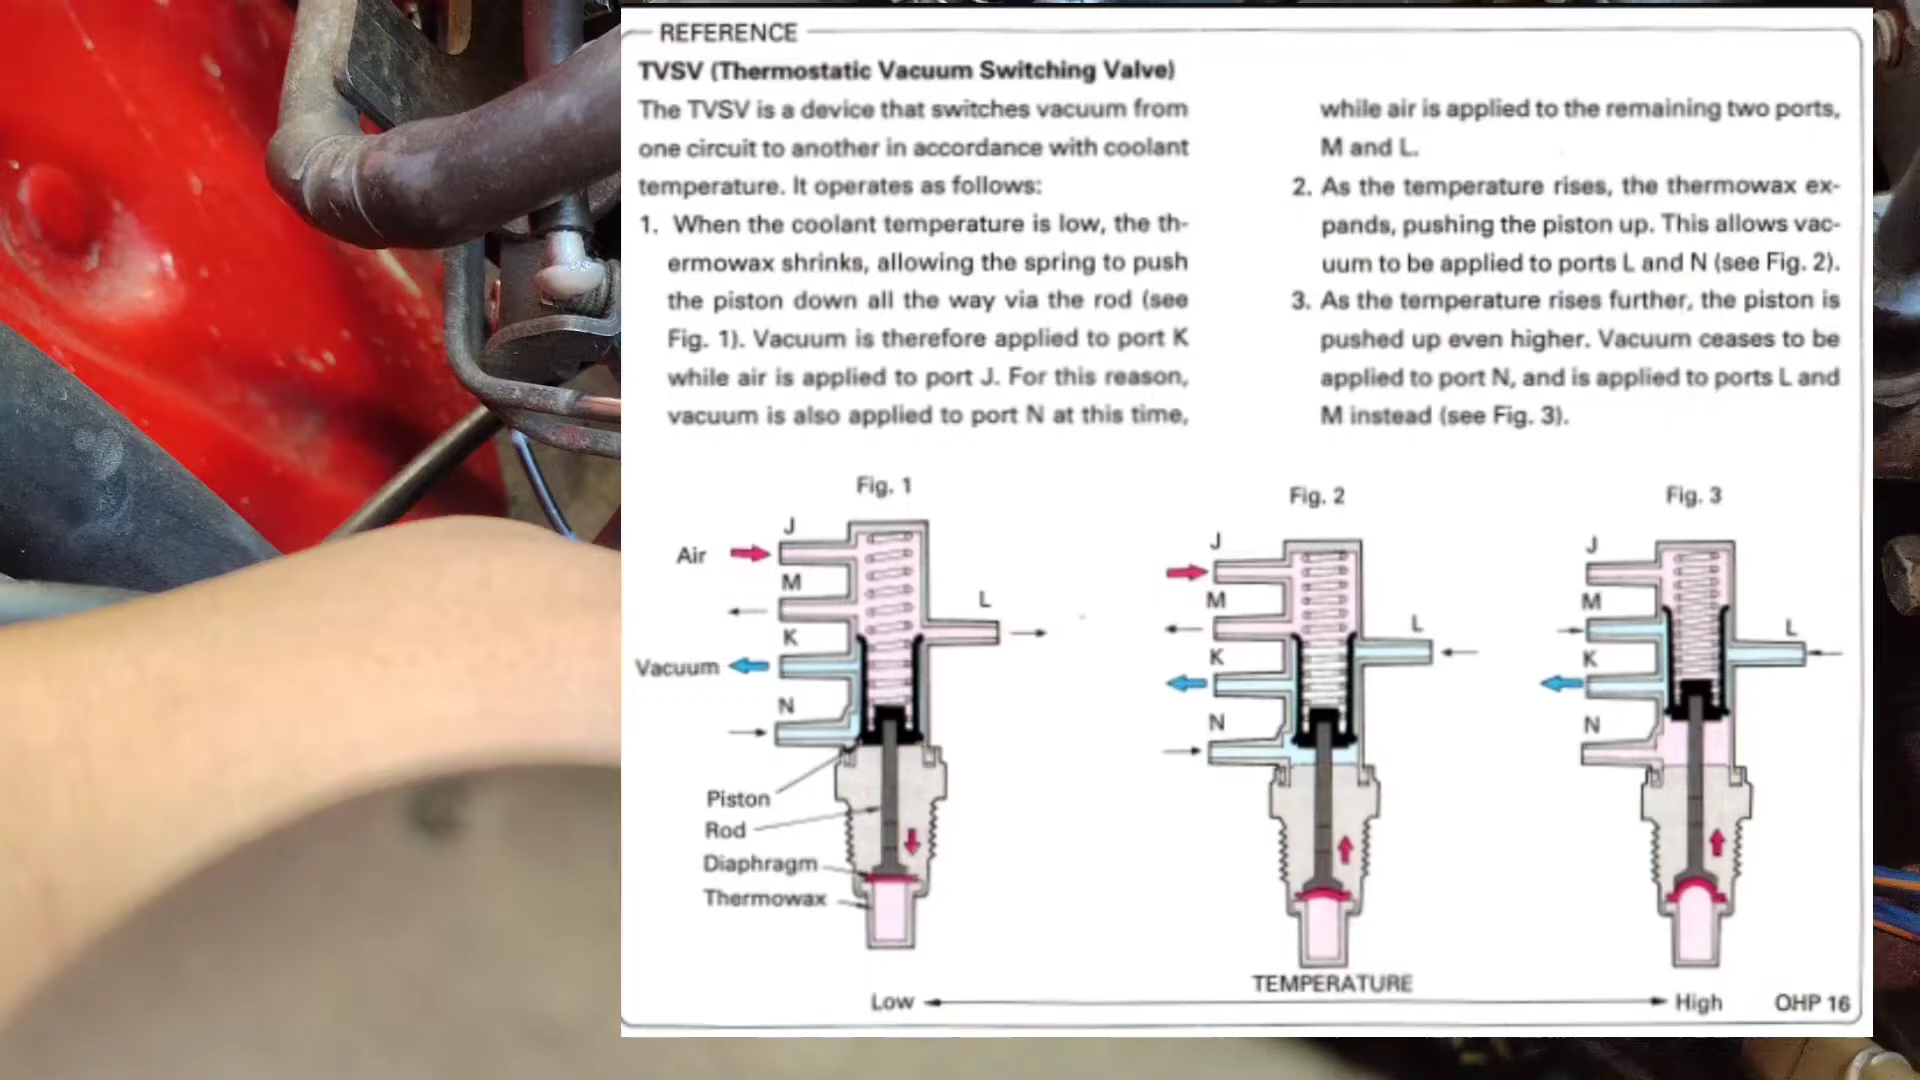 REFERENCE
TVSV (Thermostatic Vacuum Switching Valve)
The TVSV is a device that switches vacuum from
one circuit to another in accordance with coolant
temperature. It operates as follows:
1. When the coolant temperature is low, the th-
ermowax shrinks, allowing the spring to push
the piston down all the way via the rod (see
Fig. 1). Vacuum is therefore applied to port K
while air is applied to port J. For this reason,
vacuum is also applied to port N at this time,
while air is applied to the remaining two ports,
M and L.
2. As the temperature rises, the thermowax ex-
pands, pushing the piston up. This allows vac-
uum to be applied to ports L and N (see Fig. 2).
3. As the temperature rises further, the piston is
pushed up even higher. Vacuum ceases to be
applied to port N, and is applied to ports L and
M instead (see Fig. 3).
Fig. 1
J
Air
M
L
K
Vacuum
N
Piston
Rod
Diaphragm
Thermowax
Fig. 2
J
M
L
K
N
Fig. 3
J
M
L
K
N
TEMPERATURE
Low
High
OHP 16